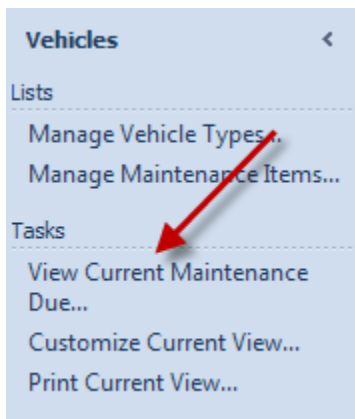 Vehicles
Lists
Manage Vehicle Types...
Manage Maintenance Items...
Tasks
View Current Maintenance
Due...
Customize Current View...
Print Current View...